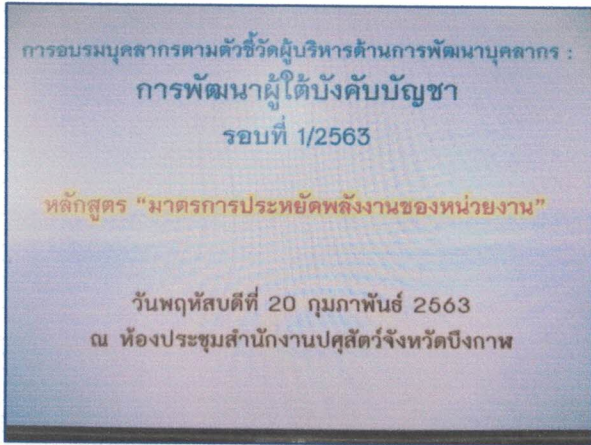 การอบรมบุคลากรตามตัวชี้วัดผู้บริหารด้านการพัฒนาบุคลากร :
การพัฒนาผู้ใต้บังคับบัญชา
รอบที่ 1/2563
หลักสูตร “มาตรการประหยัดพลังงานของหน่วยงาน”
วันพฤหัสบดีที่ 20 กุมภาพันธ์ 2563
ณ ห้องประชุมสำนักงานปศุสัตว์จังหวัดบึงกาฬ